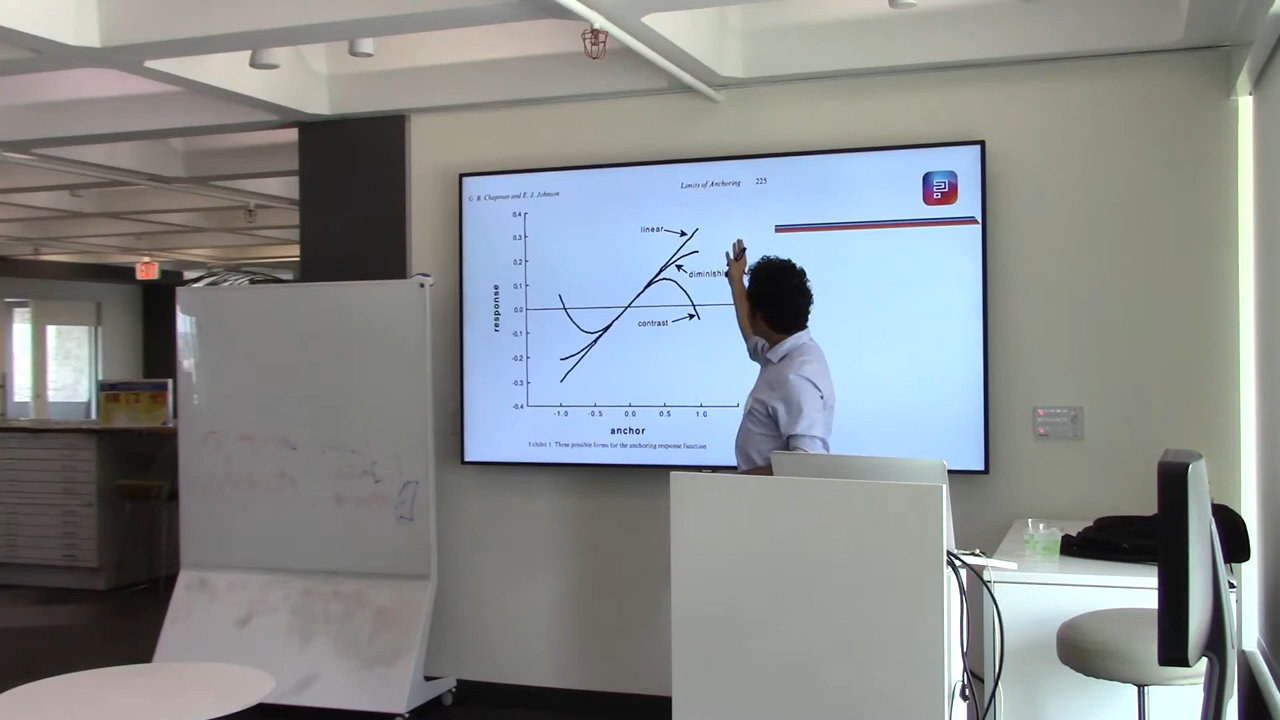 G. B. Chapman and E. J. Johnson
Limits of Anchoring 225
0.4
0.3
0.2
0.1
0.0
-0.1
-0.2
-0.3
-0.4
response
linear
diminishi
contrast
-1.0 -0.5 0.0 0.5 1.0
anchor
Exhibit 1. Three possible forms for the anchoring response function
EXIT